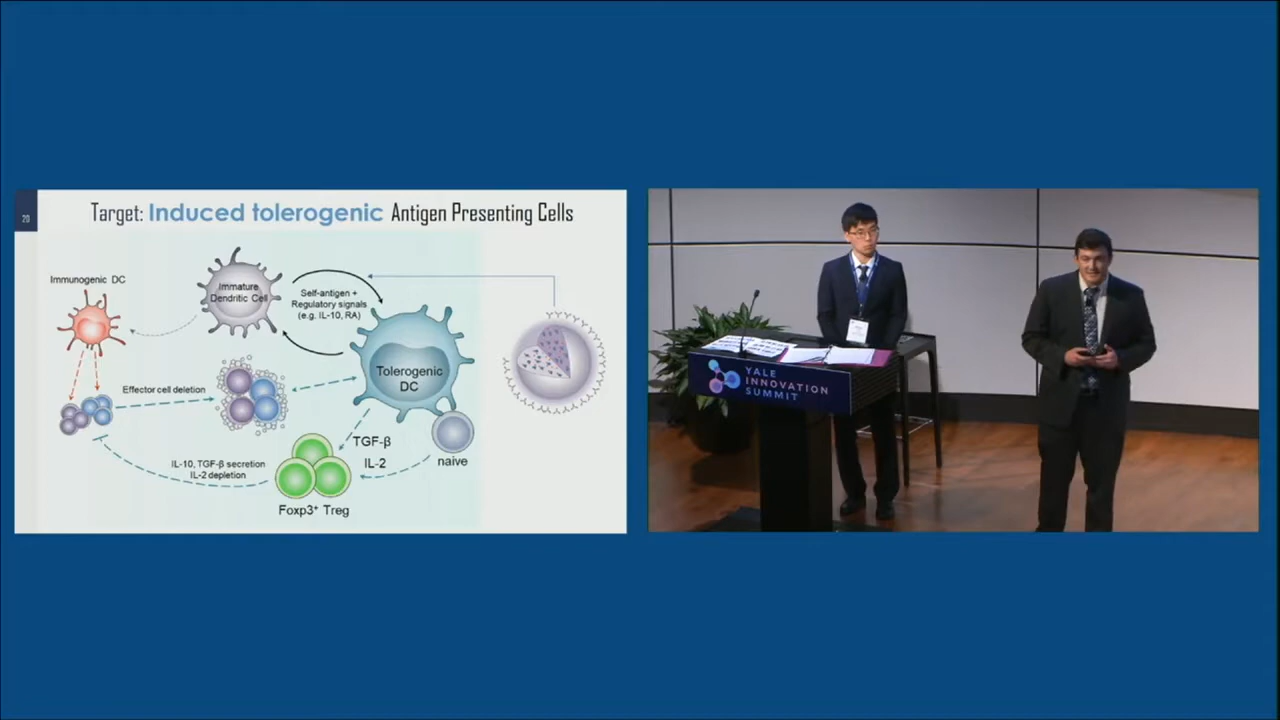 20
Target: Induced tolerogenic Antigen Presenting Cells
Immunogenic DC
Immature
Dendritic Cell
Self-antigen +
Regulatory signals
(e.g. IL-10, RA)
Tolerogenic
DC
Effector cell deletion
TGF-β
IL-2
naive
IL-10, TGF-β secretion
IL-2 depletion
Foxp3⁺ Treg
YALE
INNOVATION
SUMMIT